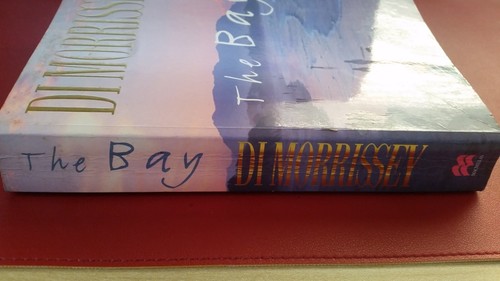 DI MORRISSEY
The Bay
The Bay DI MORRISSEY